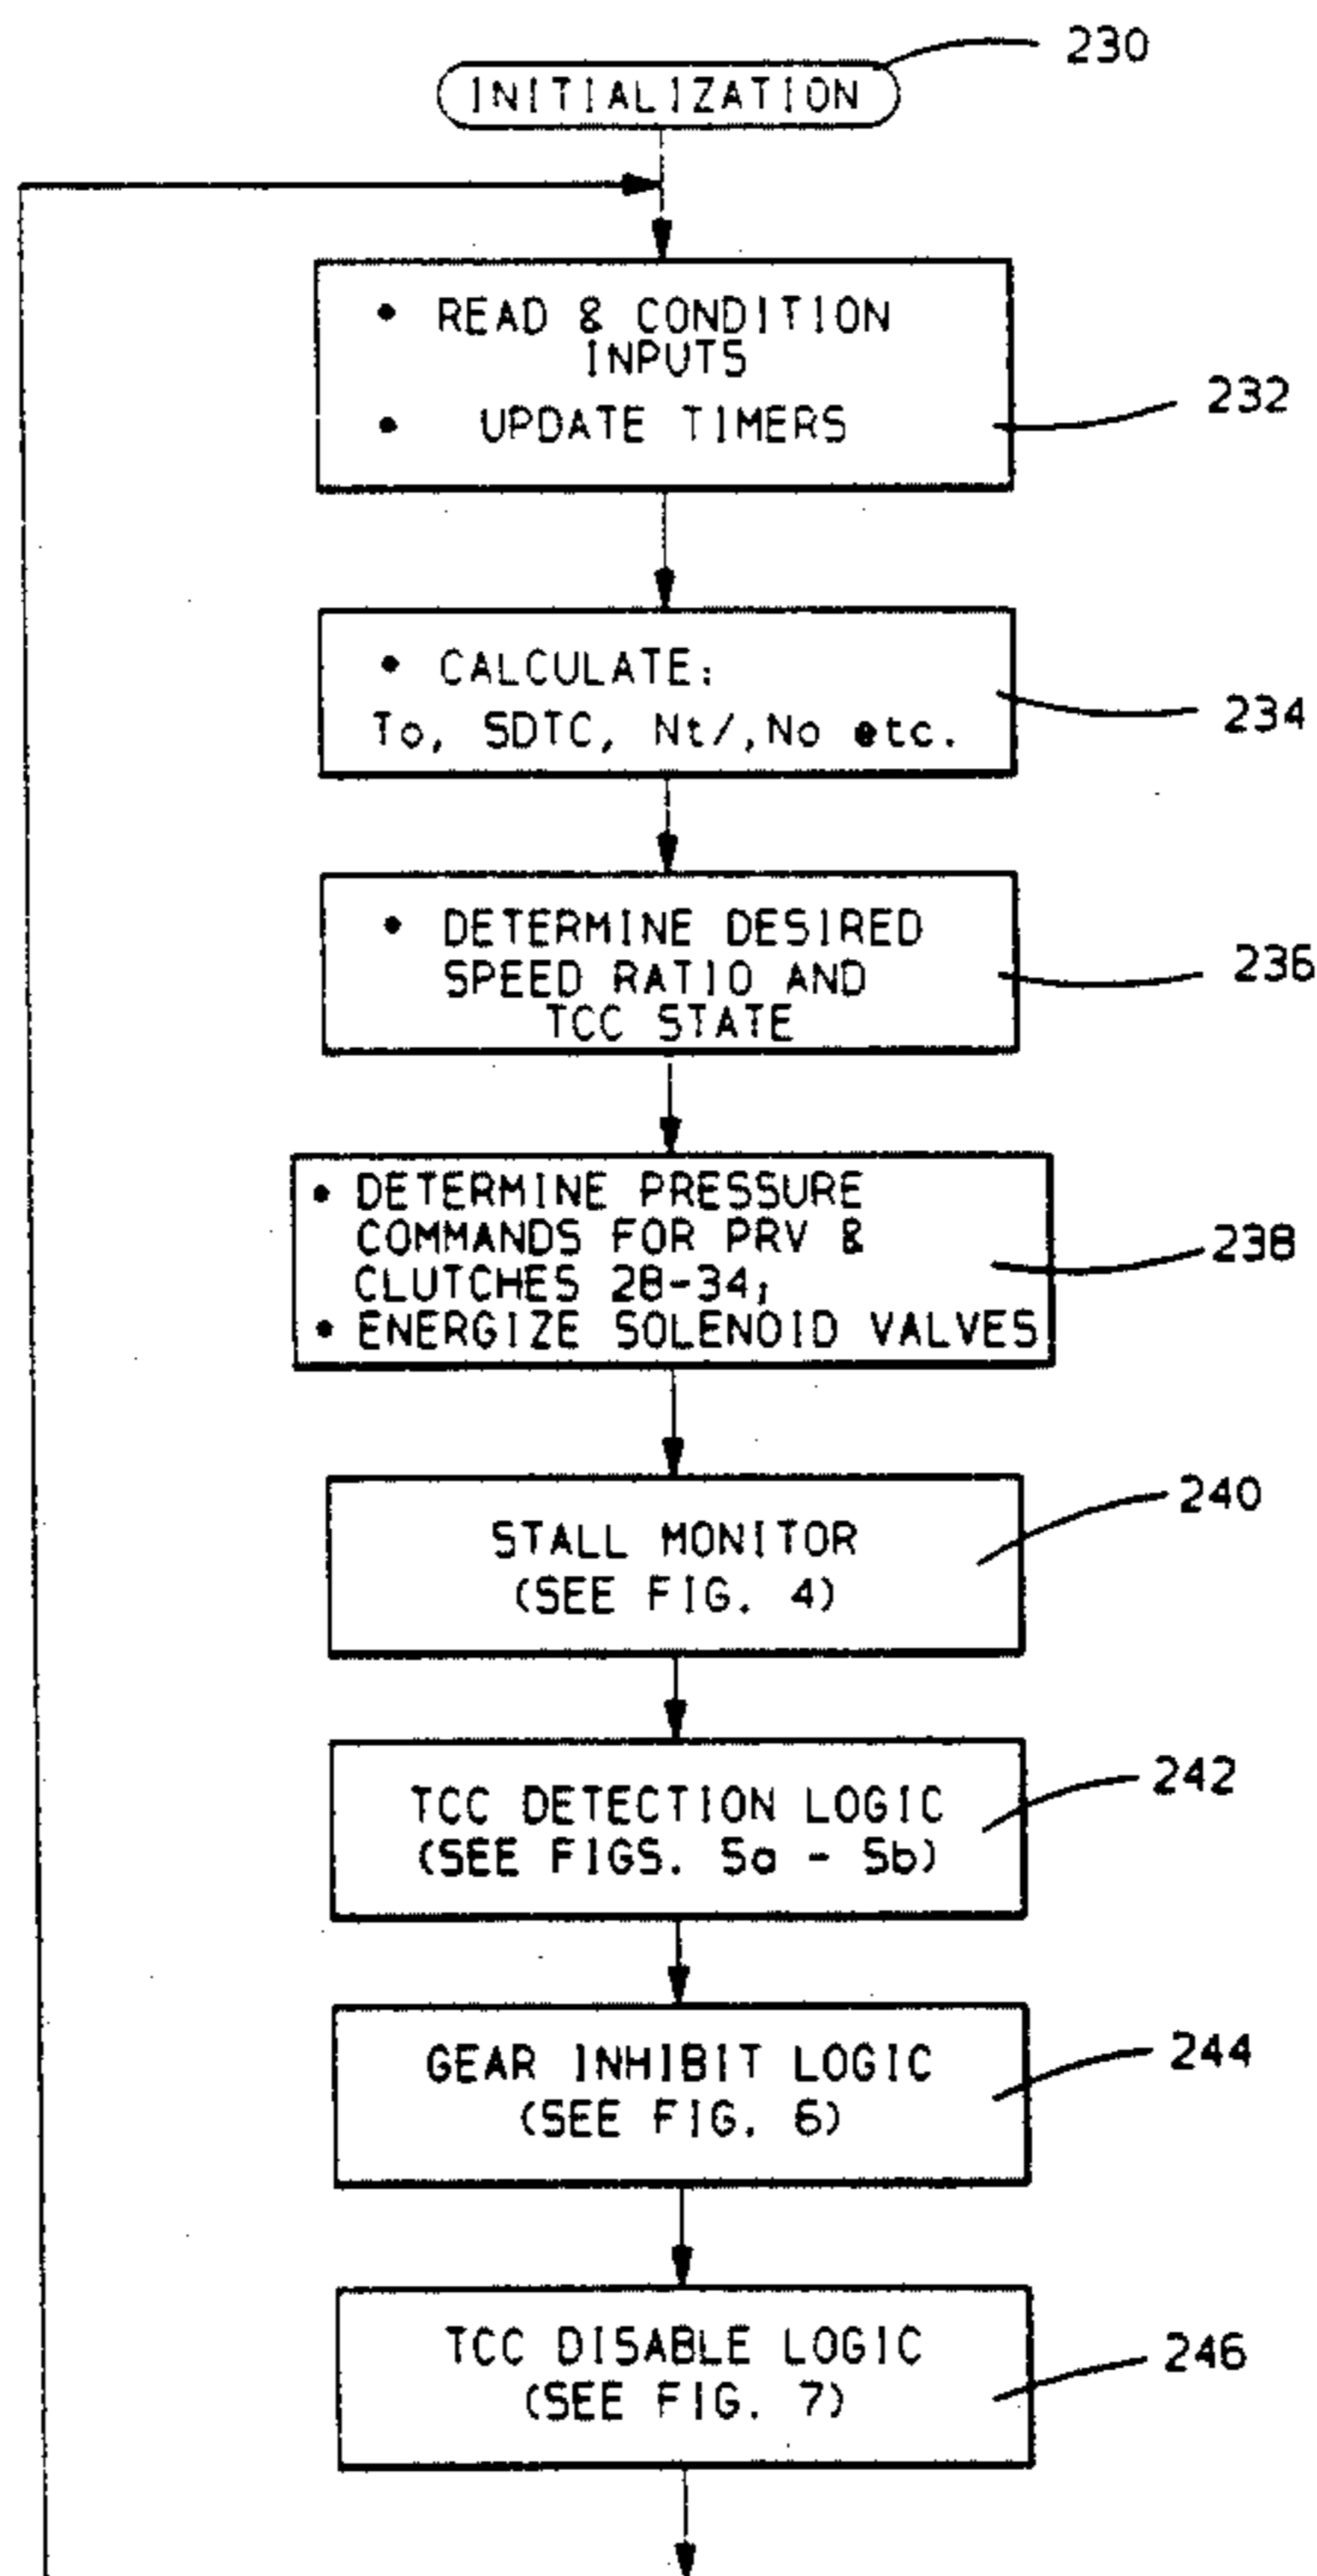 230
INITIALIZATION
• READ & CONDITION
INPUTS
• UPDATE TIMERS
232
• CALCULATE:
To, SDTC, Nt/,No etc.
234
• DETERMINE DESIRED
SPEED RATIO AND
TCC STATE
236
• DETERMINE PRESSURE
COMMANDS FOR PRV &
CLUTCHES 28-34;
• ENERGIZE SOLENOID VALVES
238
STALL MONITOR
(SEE FIG. 4)
240
TCC DETECTION LOGIC
(SEE FIGS. 5a - 5b)
242
GEAR INHIBIT LOGIC
(SEE FIG. 6)
244
TCC DISABLE LOGIC
(SEE FIG. 7)
246